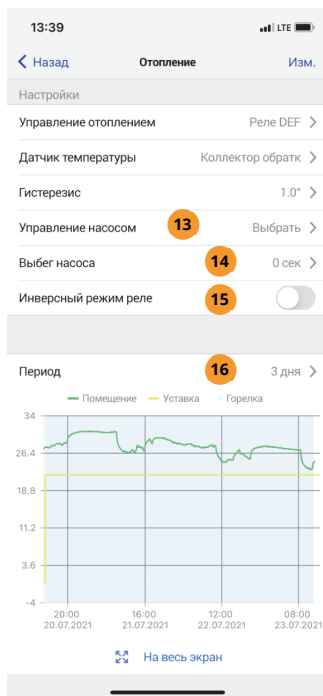 13:39 LTE
Назад Отопление Изм.
Настройки
Управление отоплением Реле DEF
Датчик температуры Коллектор обратк
Гистерезис 1.0°
Управление насосом 13 Выбрать
Выбег насоса 14 0 сек
Инверсный режим реле 15
Период 16 3 дня
Помещение Уставка Горелка
34
26.4
18.8
11.2
3.6
-4
20:00 16:00 12:00 08:00
20.07.2021 21.07.2021 22.07.2021 23.07.2021
На весь экран